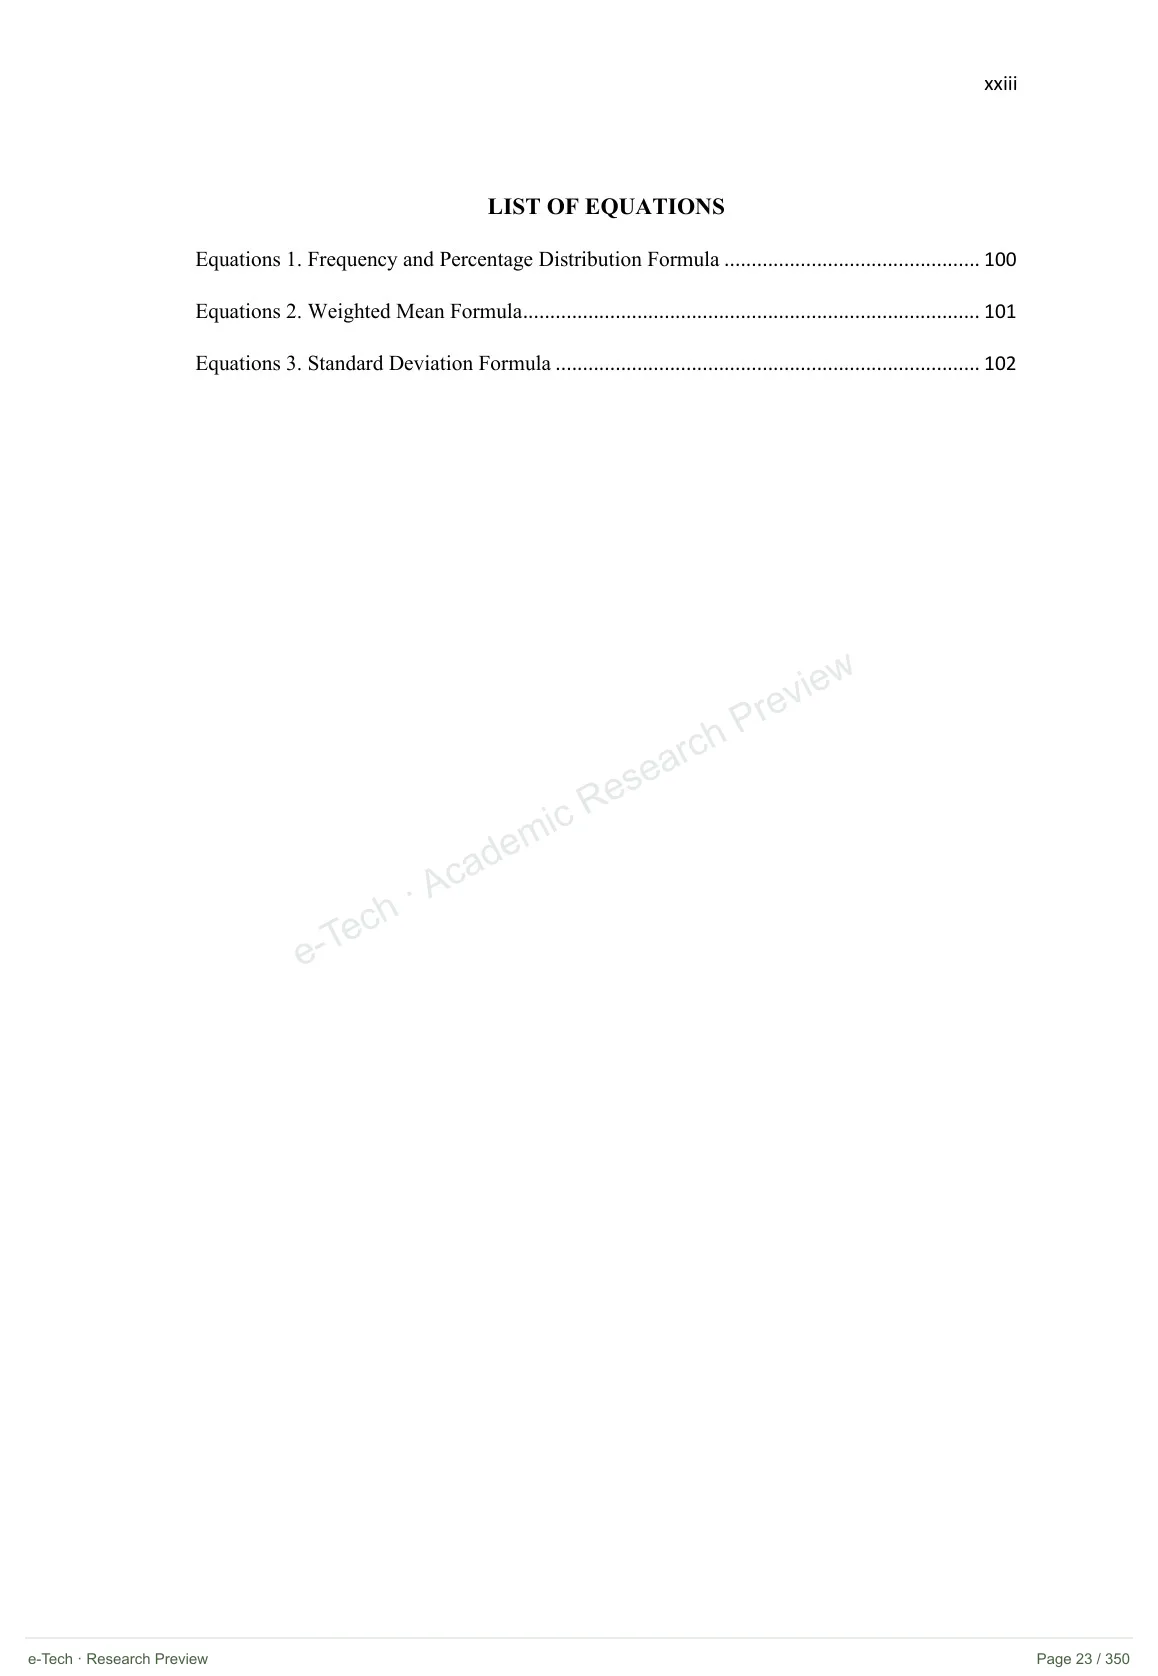 xxiii
LIST OF EQUATIONS
Equations 1. Frequency and Percentage Distribution Formula ............................................... 100
Equations 2. Weighted Mean Formula.................................................................................... 101
Equations 3. Standard Deviation Formula .............................................................................. 102
e-Tech · Academic Research Preview
e-Tech · Research Preview
Page 23 / 350